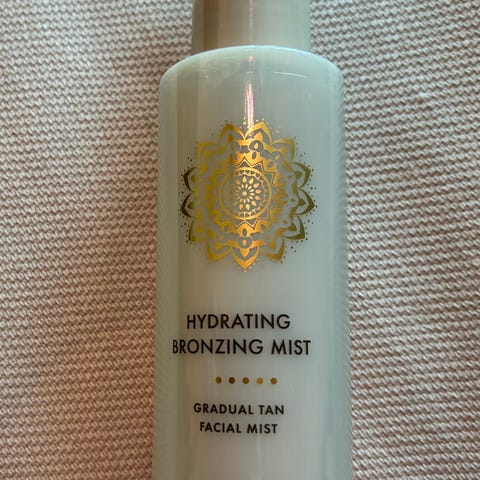 HYDRATING
BRONZING MIST
GRADUAL TAN
FACIAL MIST